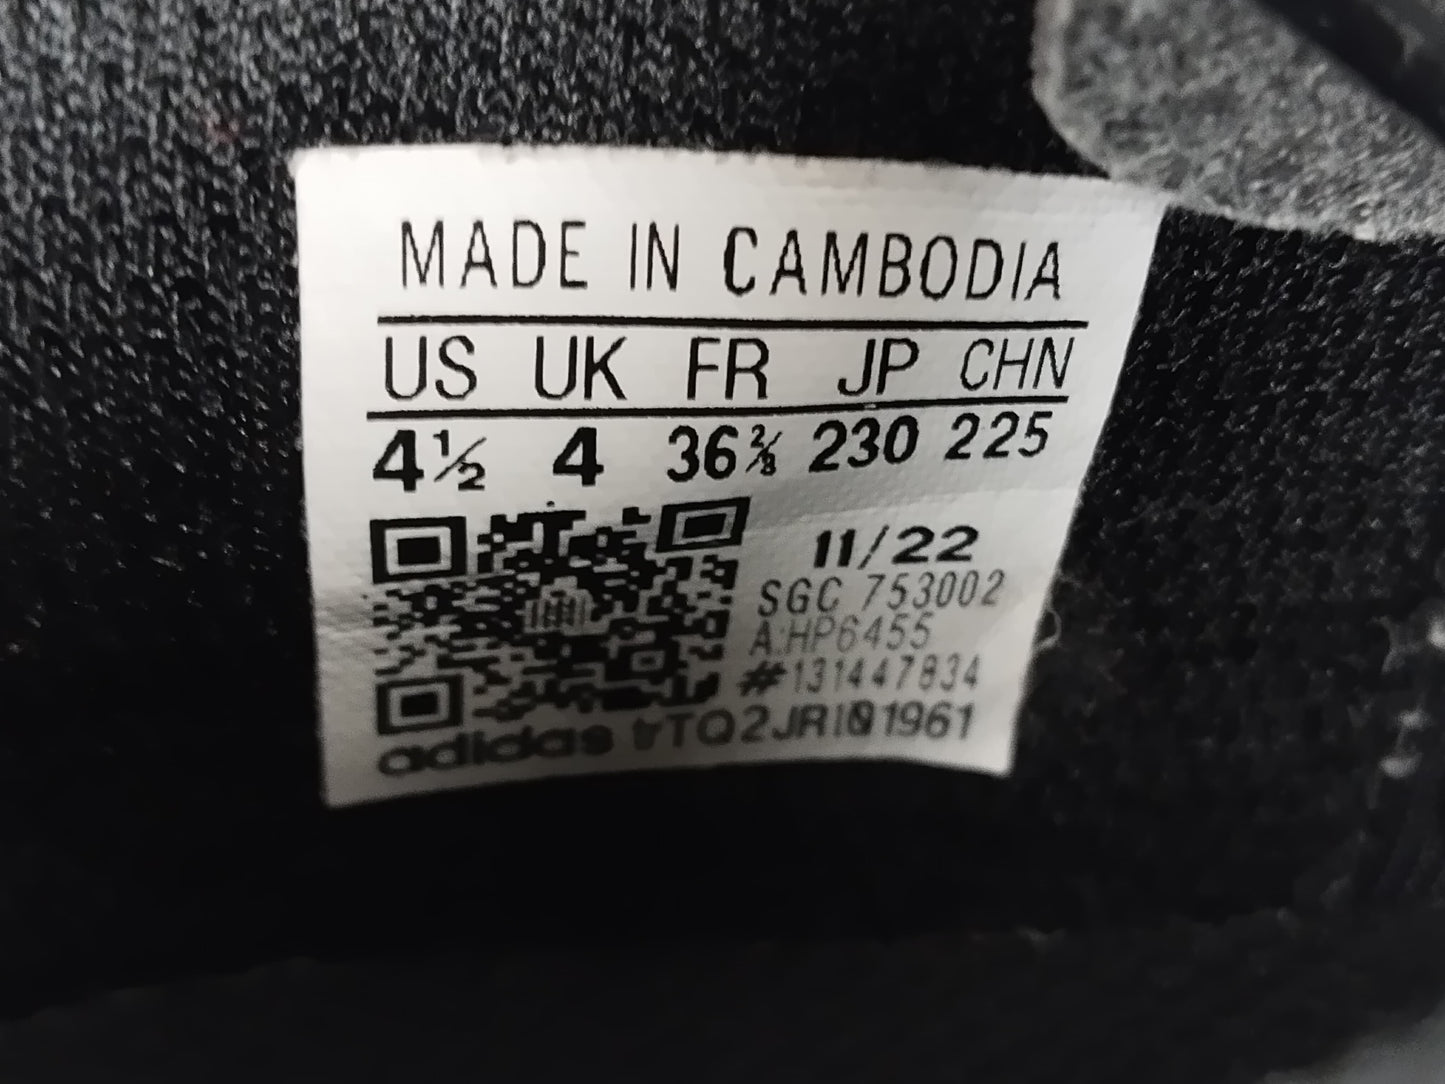 MADE IN CAMBODIA
US UK FR JP CHN
4½ 4 36⅔ 230 225
11/22
SGC 753002
A:HP6455
#131447834
adidas trTQ2JRI01961